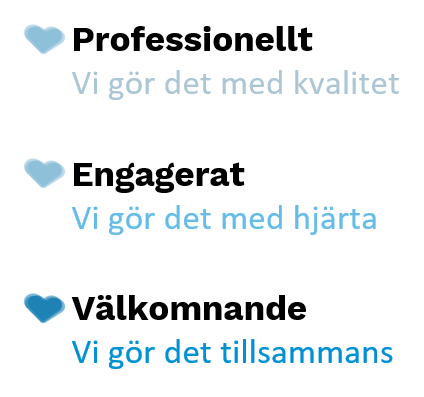 Professionellt
Vi gör det med kvalitet
Engagerat
Vi gör det med hjärta
Välkomnande
Vi gör det tillsammans